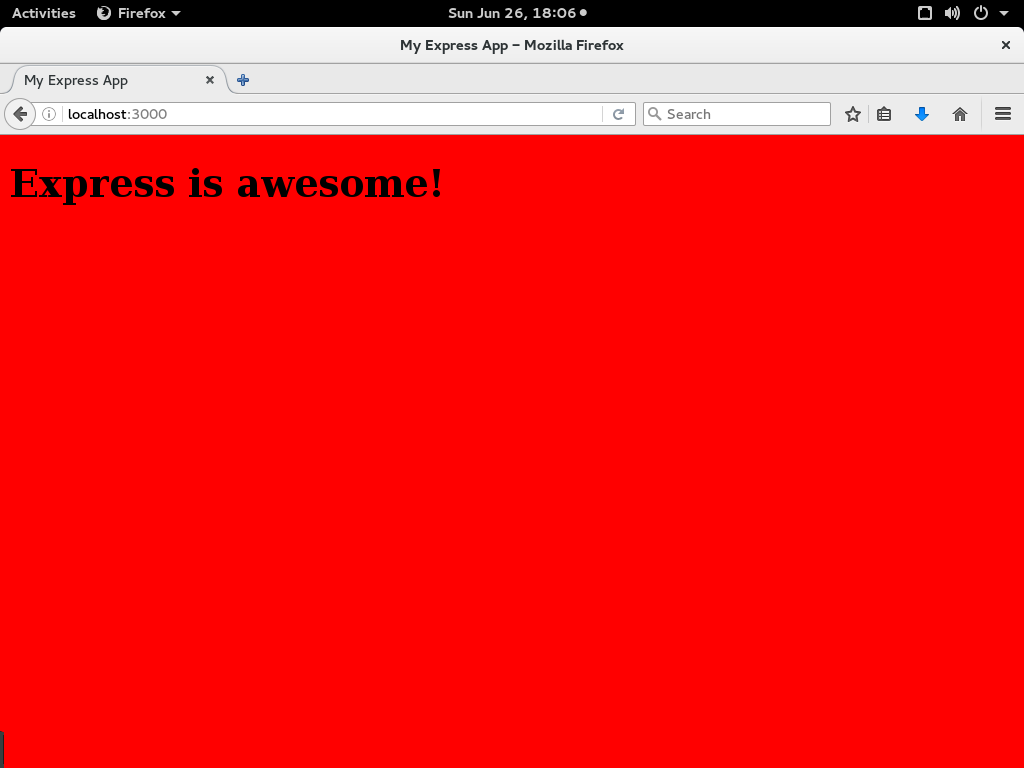 Activities Firefox Sun Jun 26, 18:06
My Express App – Mozilla Firefox
My Express App
localhost:3000 Search
Express is awesome!